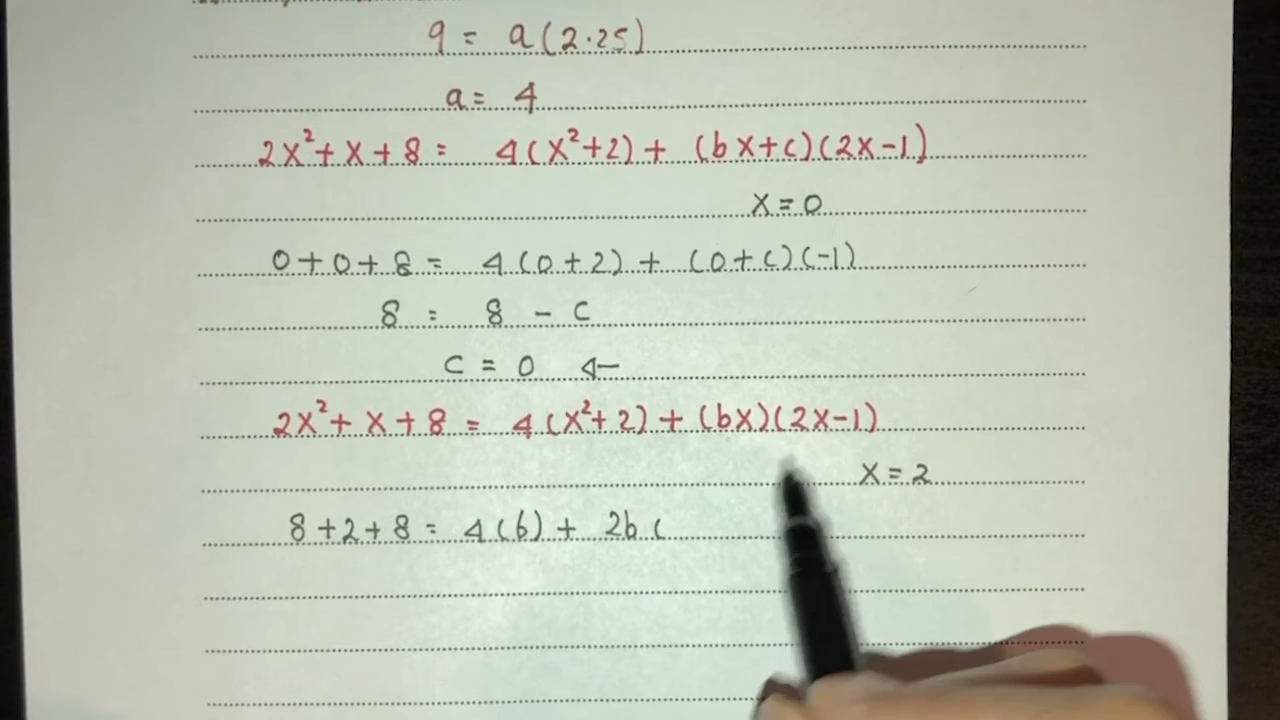 9 = a(2.25)
a = 4
2x²+x+8 = 4(x²+2)+ (bx+c)(2x-1)
x = 0
0+0+8 = 4(0+2) + (0+c)(-1)
8 = 8 - c
c = 0 ←
2x²+x+8 = 4(x²+2)+(bx)(2x-1)
x = 2
8+2+8 = 4(6)+ 2b(